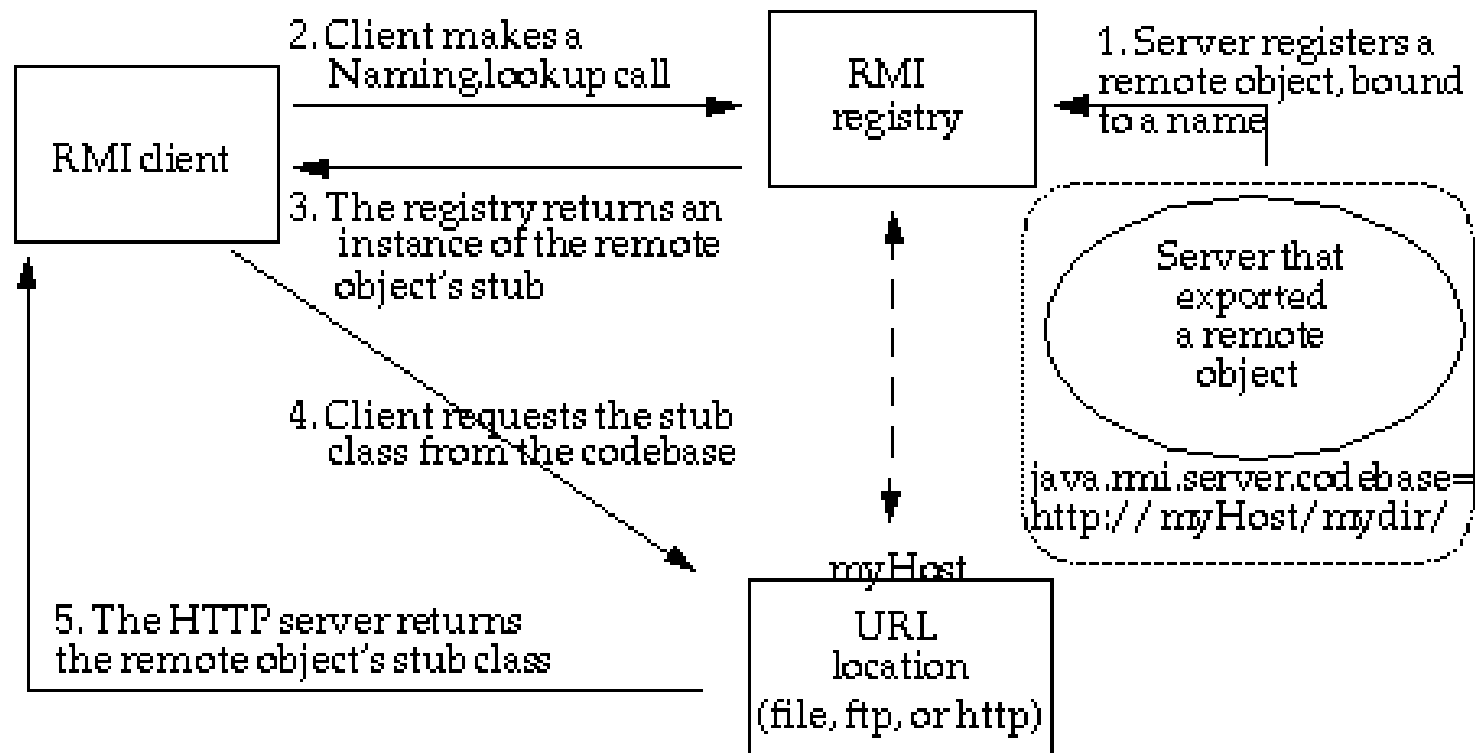 2. Client makes a
Naming.lookup call
RMI
registry
1. Server registers a
remote object, bound
to a name
RMI client
3. The registry returns an
instance of the remote
object's stub
Server that
exported
a remote
object
4. Client requests the stub
class from the codebase
java.rmi.server.codebase=
http://myHost/mydir/
myHost
5. The HTTP server returns
the remote object's stub class
URL
location
(file, ftp, or http)